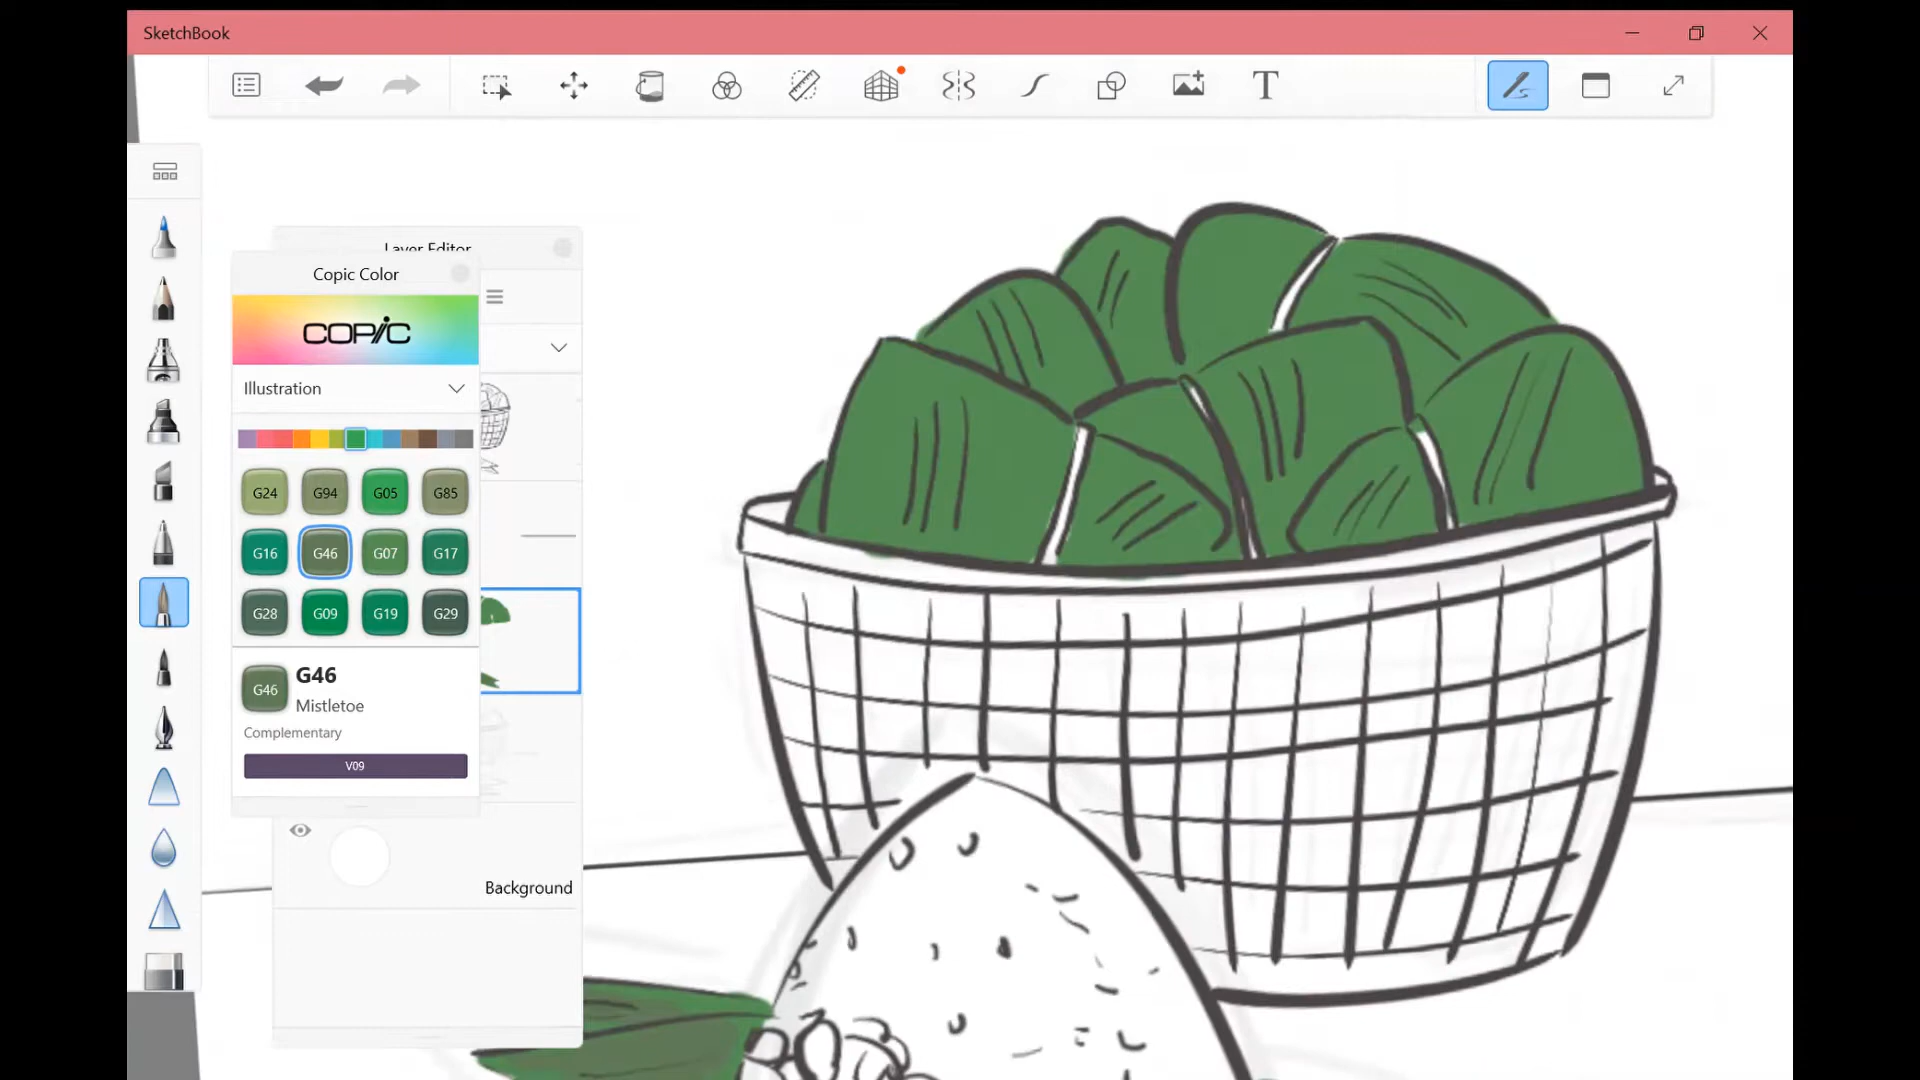 SketchBook
T
Layer Editor
Copic Color
COPIC
Illustration
G24 G94 G05 G85
G16 G46 G07 G17
G28 G09 G19 G29
G46 G46
Mistletoe
Complementary
V09
Background